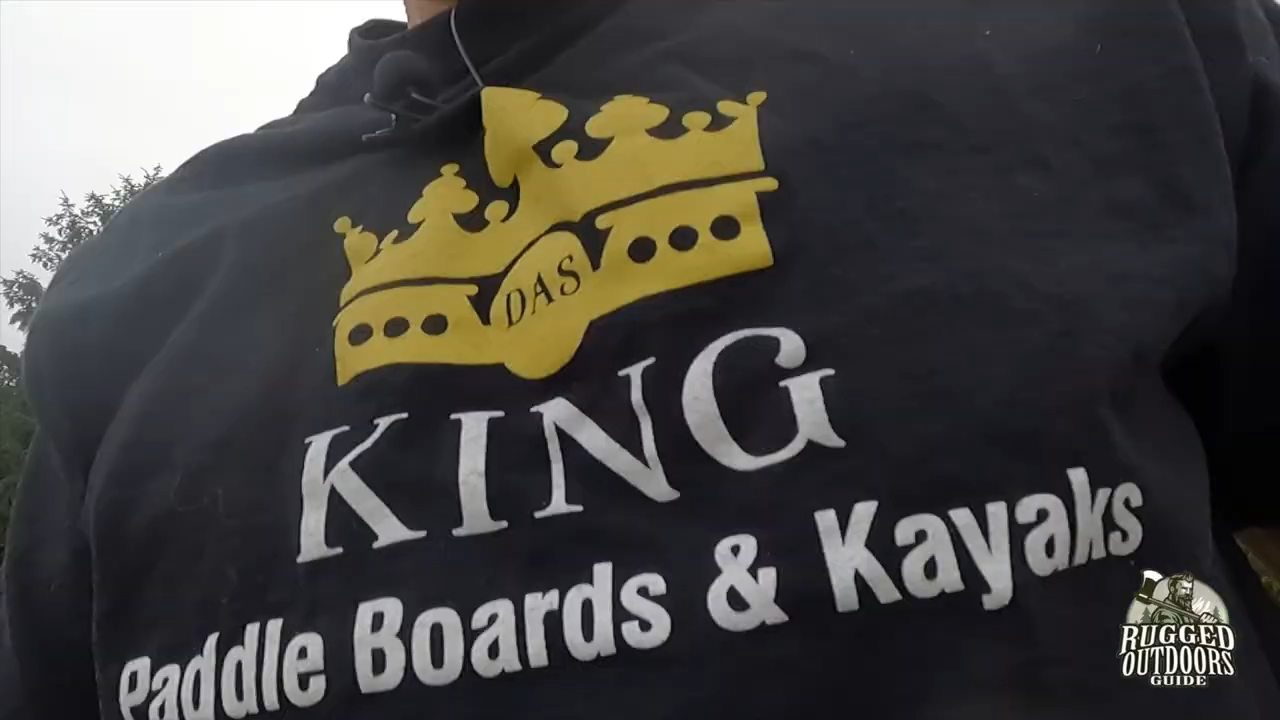 DAS
KING
Paddle Boards & Kayaks
RUGGED
OUTDOORS
GUIDE